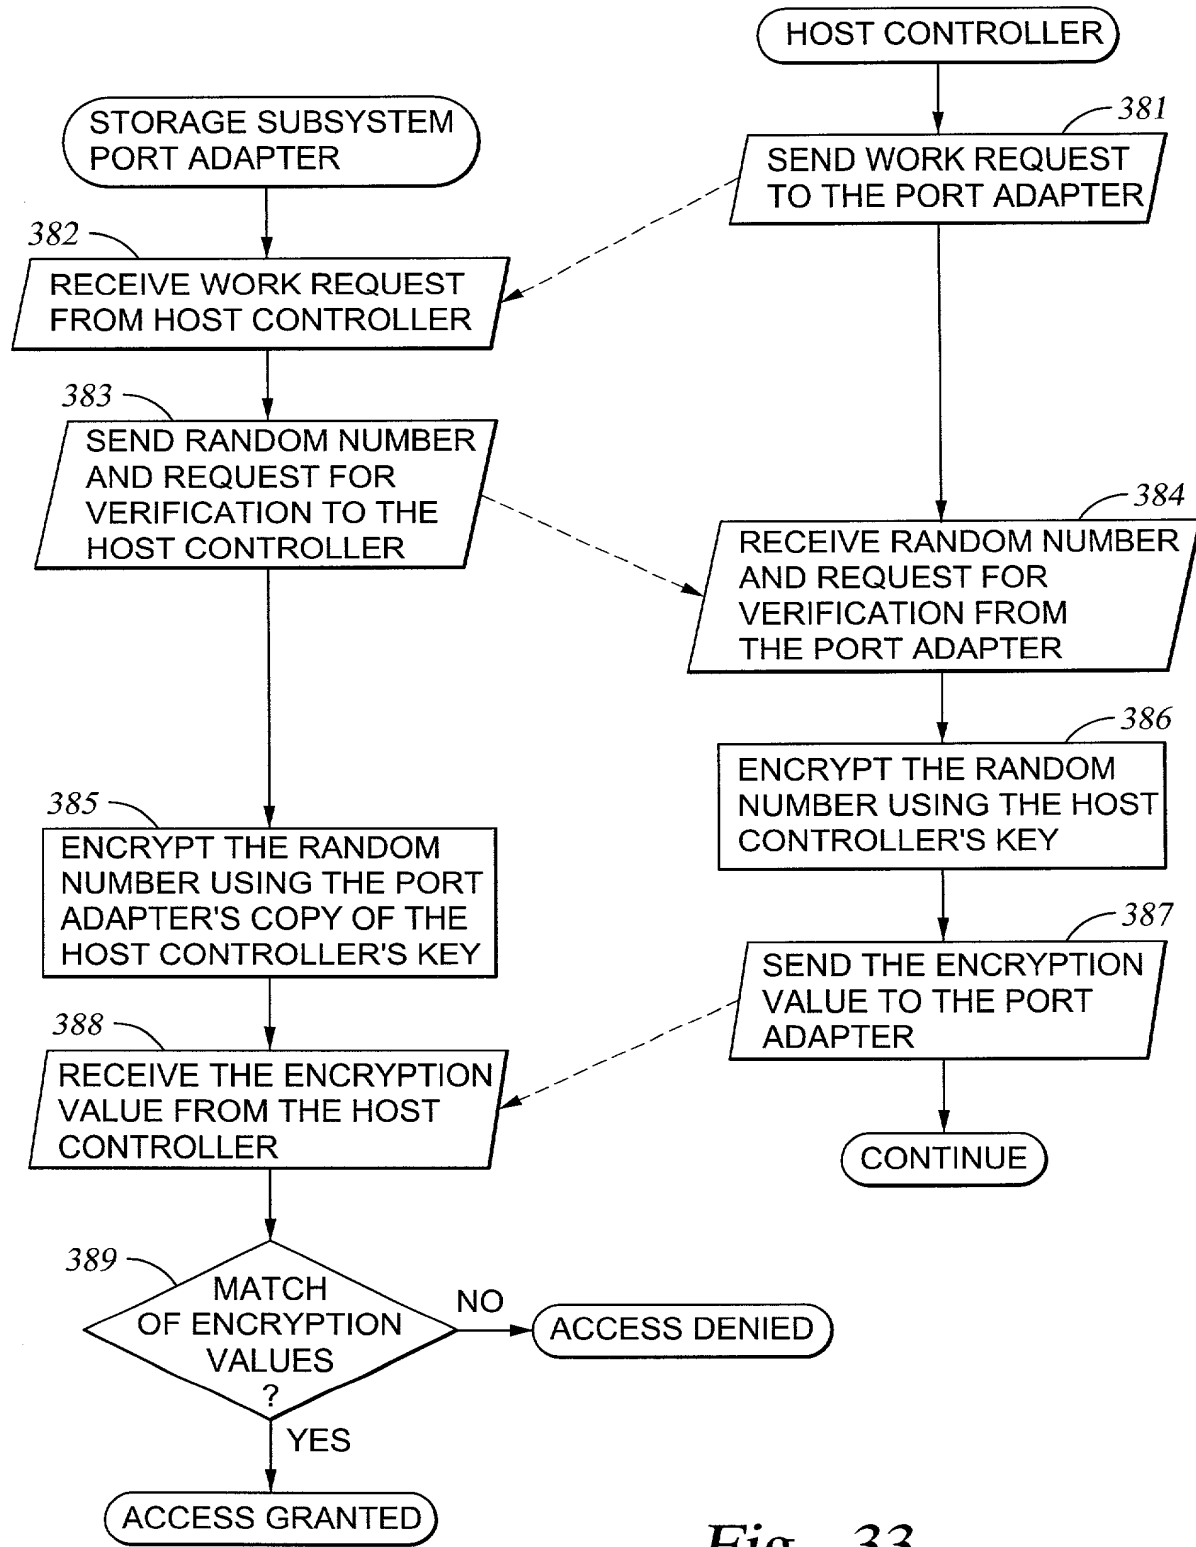 HOST CONTROLLER
381
SEND WORK REQUEST
TO THE PORT ADAPTER
STORAGE SUBSYSTEM
PORT ADAPTER
382
RECEIVE WORK REQUEST
FROM HOST CONTROLLER
383
SEND RANDOM NUMBER
AND REQUEST FOR
VERIFICATION TO THE
HOST CONTROLLER
384
RECEIVE RANDOM NUMBER
AND REQUEST FOR
VERIFICATION FROM
THE PORT ADAPTER
386
ENCRYPT THE RANDOM
NUMBER USING THE HOST
CONTROLLER'S KEY
385
ENCRYPT THE RANDOM
NUMBER USING THE PORT
ADAPTER'S COPY OF THE
HOST CONTROLLER'S KEY
387
SEND THE ENCRYPTION
VALUE TO THE PORT
ADAPTER
388
RECEIVE THE ENCRYPTION
VALUE FROM THE HOST
CONTROLLER
CONTINUE
389
MATCH
OF ENCRYPTION
VALUES
?
NO
ACCESS DENIED
YES
ACCESS GRANTED
Fig. 33